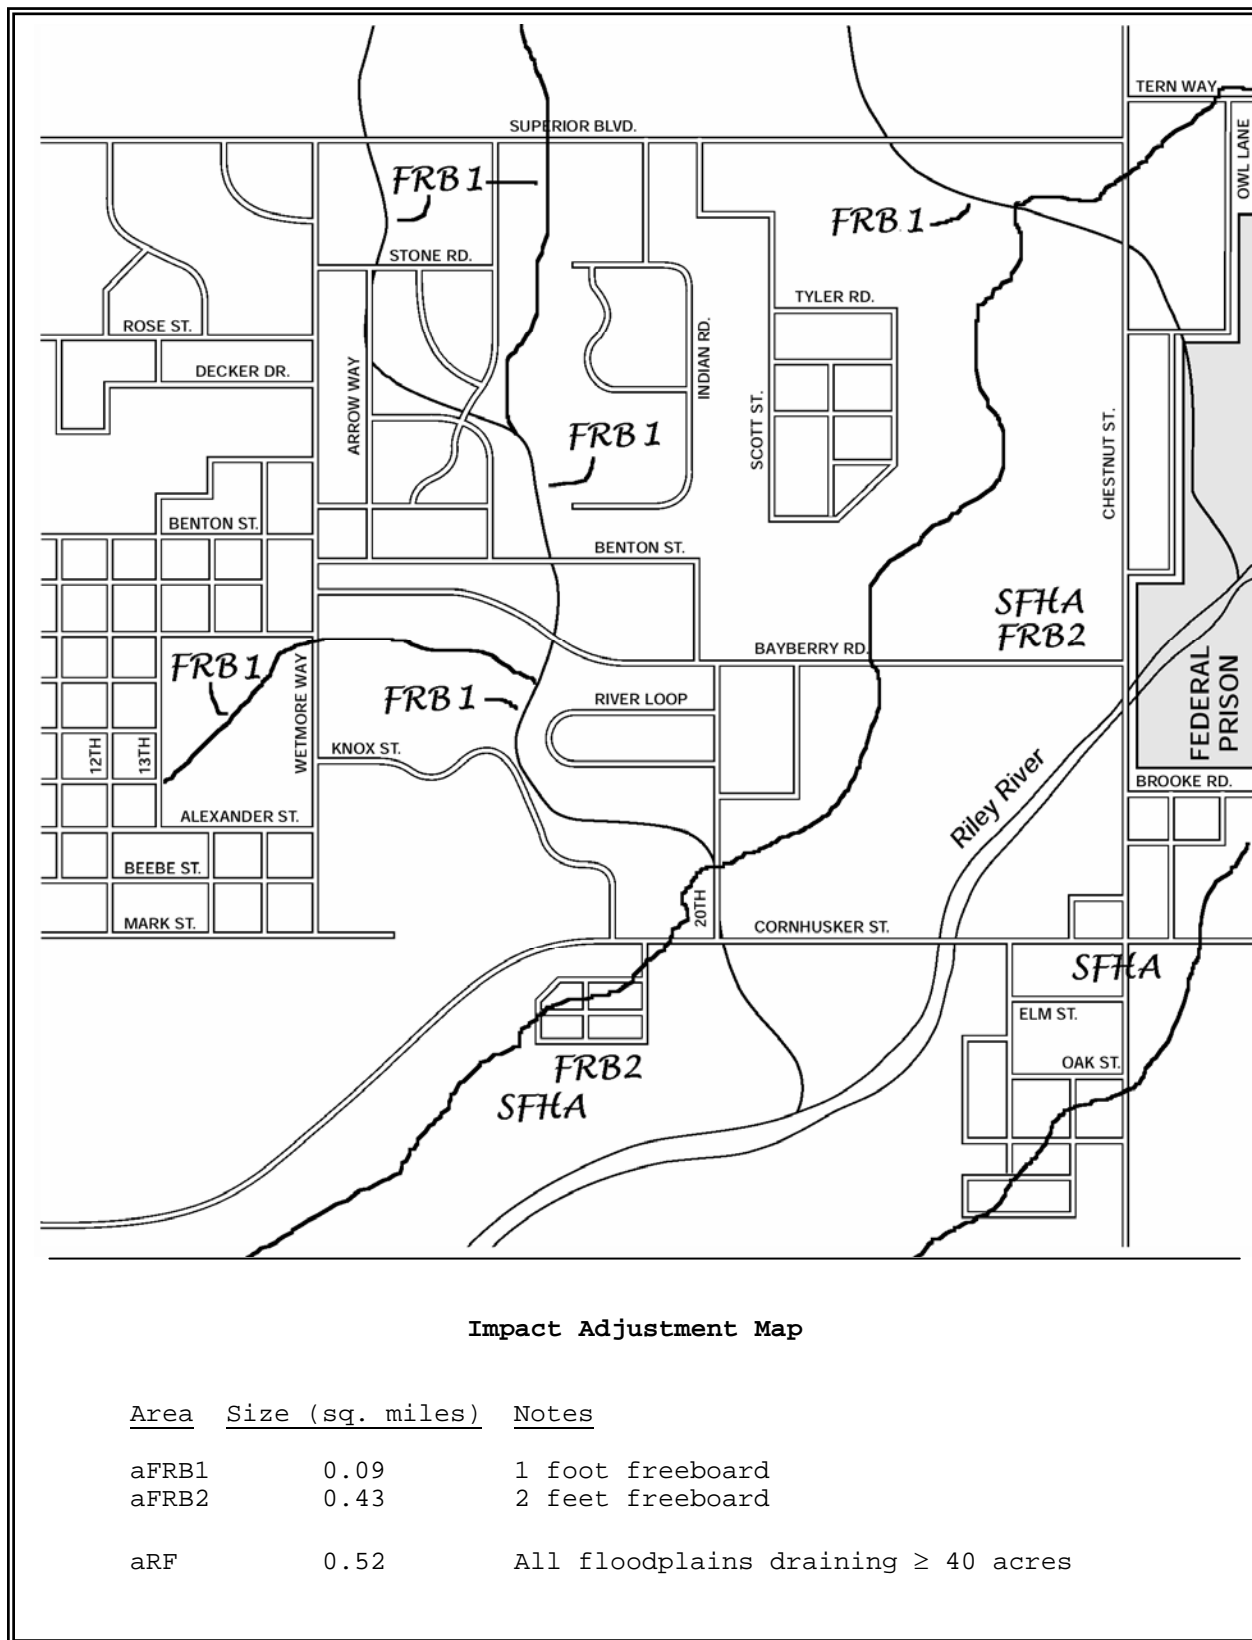 TERN WAY
SUPERIOR BLVD.
OWL LANE
FRB 1
FRB 1
STONE RD.
TYLER RD.
ROSE ST.
DECKER DR.
ARROW WAY
INDIAN RD.
SCOTT ST.
CHESTNUT ST.
FRB 1
BENTON ST.
BENTON ST.
SFHA
FRB2
BAYBERRY RD.
FRB 1
WETMORE WAY
FRB 1
RIVER LOOP
FEDERAL
PRISON
12TH
13TH
KNOX ST.
Riley River
BROOKE RD.
ALEXANDER ST.
BEEBE ST.
MARK ST.
20TH
CORNHUSKER ST.
SFHA
ELM ST.
OAK ST.
FRB2
SFHA
Impact Adjustment Map
Area Size (sq. miles) Notes
aFRB1 0.09 1 foot freeboard
aFRB2 0.43 2 feet freeboard
aRF 0.52 All floodplains draining ≥ 40 acres